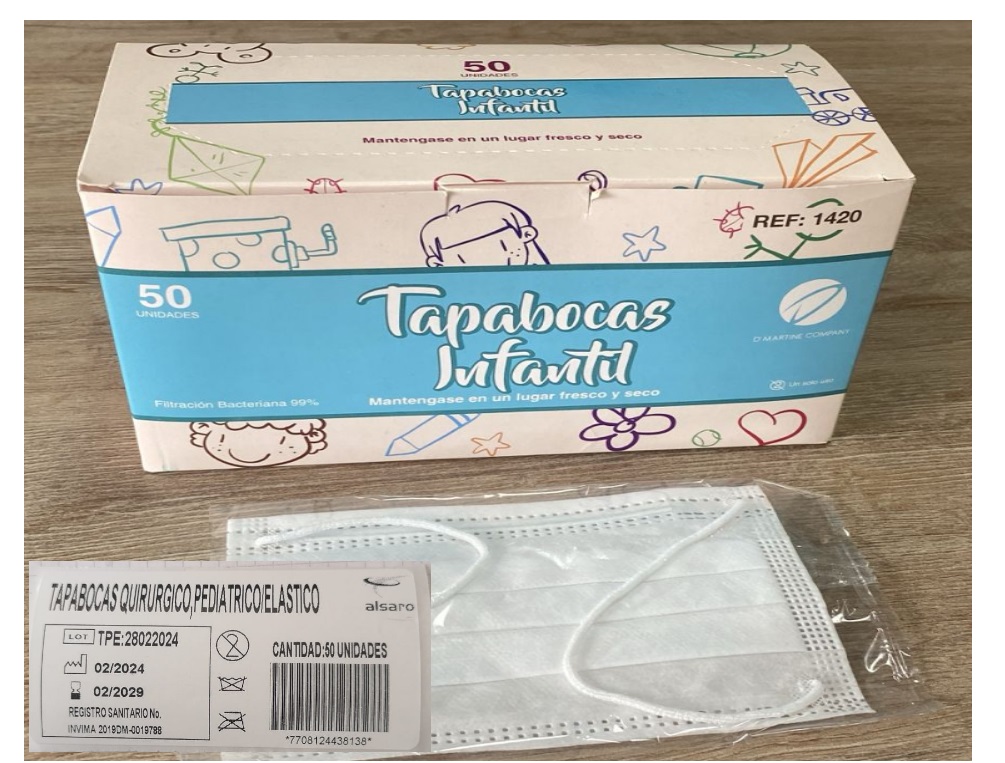 50
UNIDADES
Tapabocas
Infantil
Mantengase en un lugar fresco y seco
REF: 1420
50
UNIDADES
Tapabocas
Infantil
D MARTINE COMPANY
Filtración Bacteriana 99%
Mantengase en un lugar fresco y seco
Un solo uso
TAPABOCAS QUIRURGICO,PEDIATRICO/ELASTICO
alsaro
LOT TPE:28022024
02/2024
02/2029
REGISTRO SANITARIO No.
INVIMA 2019DM-0019788
2
CANTIDAD:50 UNIDADES
*7708124438138*